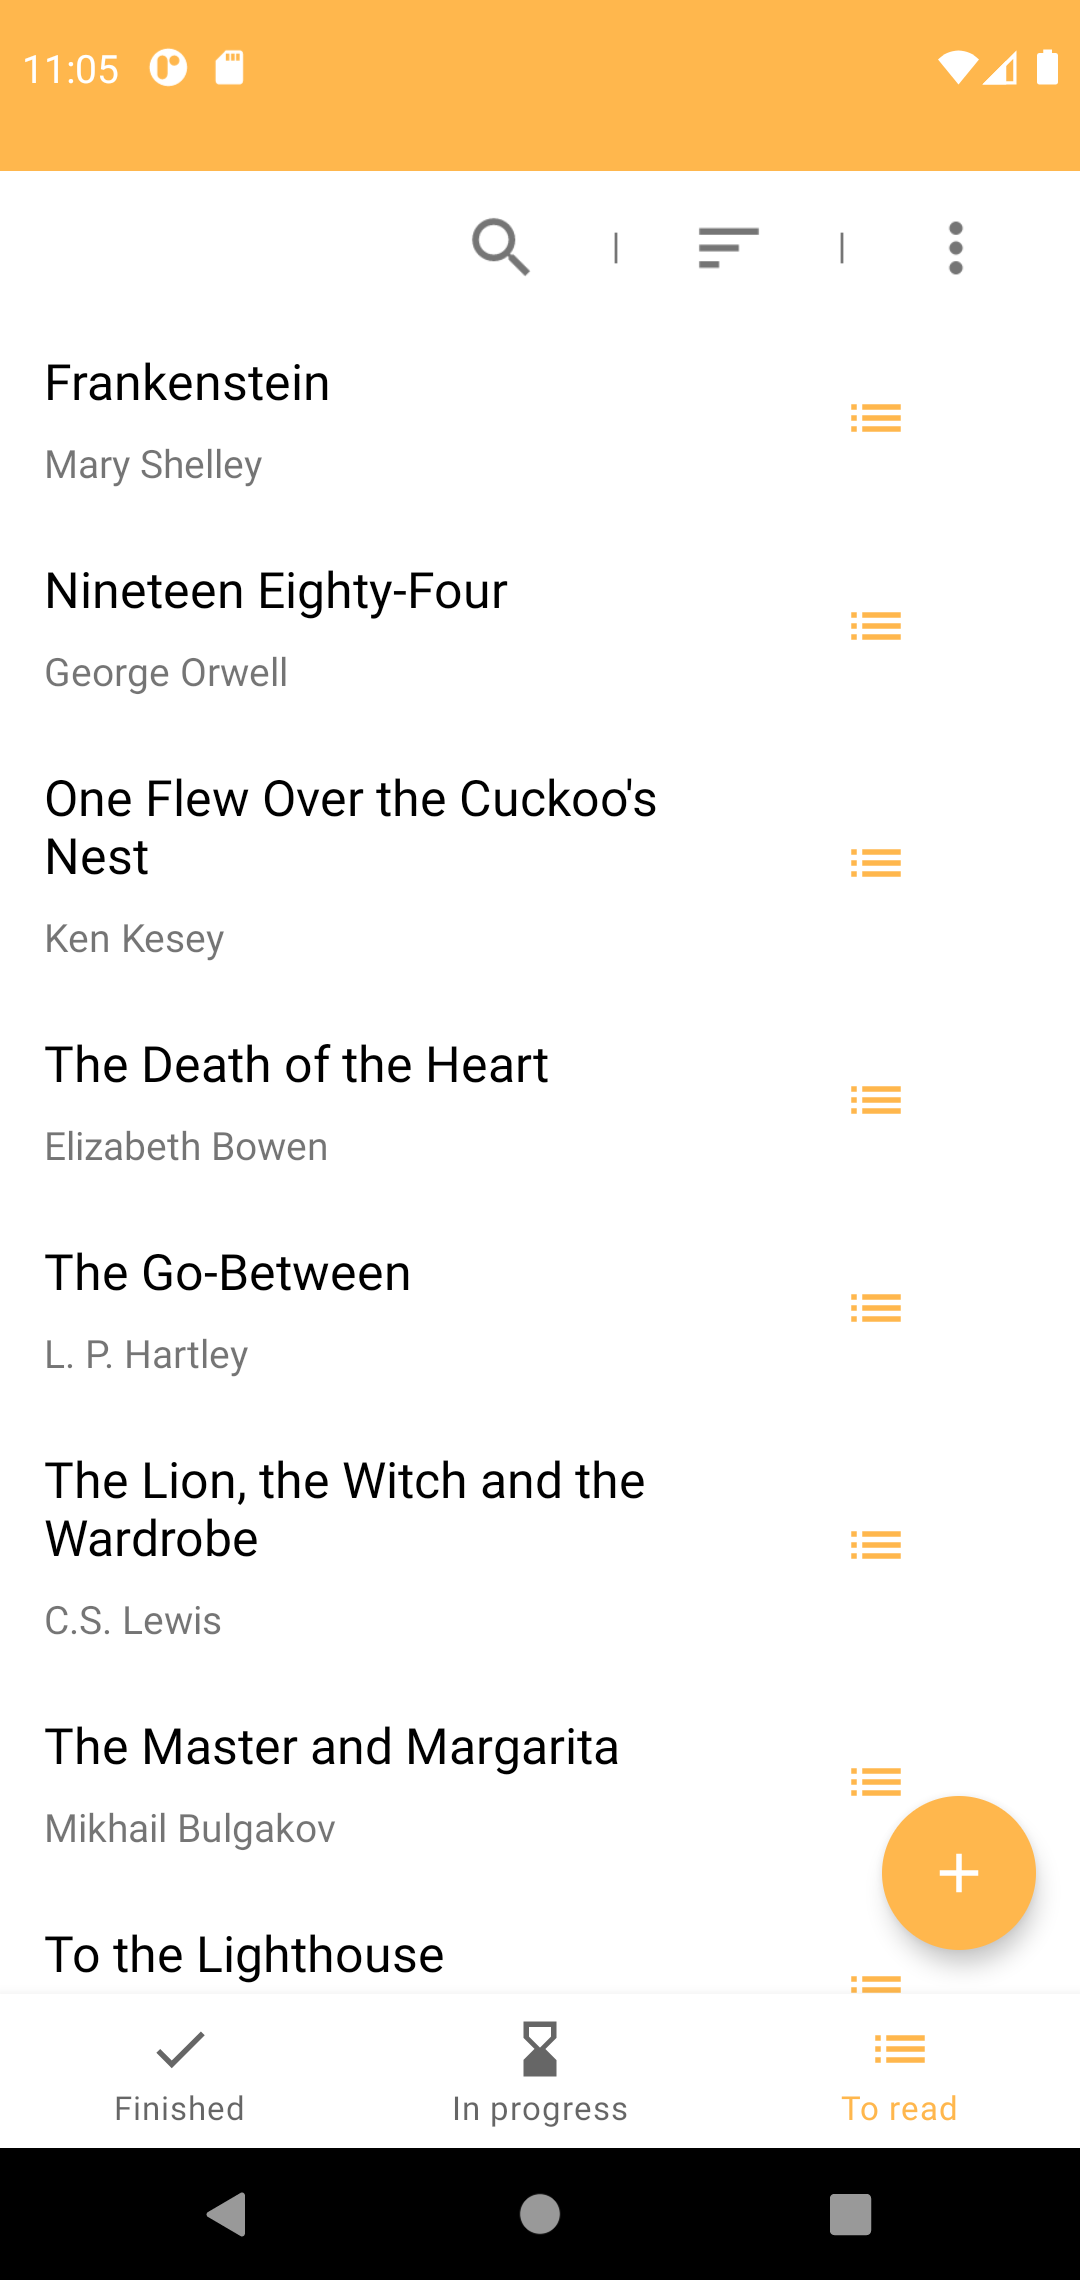 11:05
Frankenstein
Mary Shelley
Nineteen Eighty-Four
George Orwell
One Flew Over the Cuckoo's
Nest
Ken Kesey
The Death of the Heart
Elizabeth Bowen
The Go-Between
L. P. Hartley
The Lion, the Witch and the
Wardrobe
C.S. Lewis
The Master and Margarita
Mikhail Bulgakov
To the Lighthouse
Finished
In progress
To read